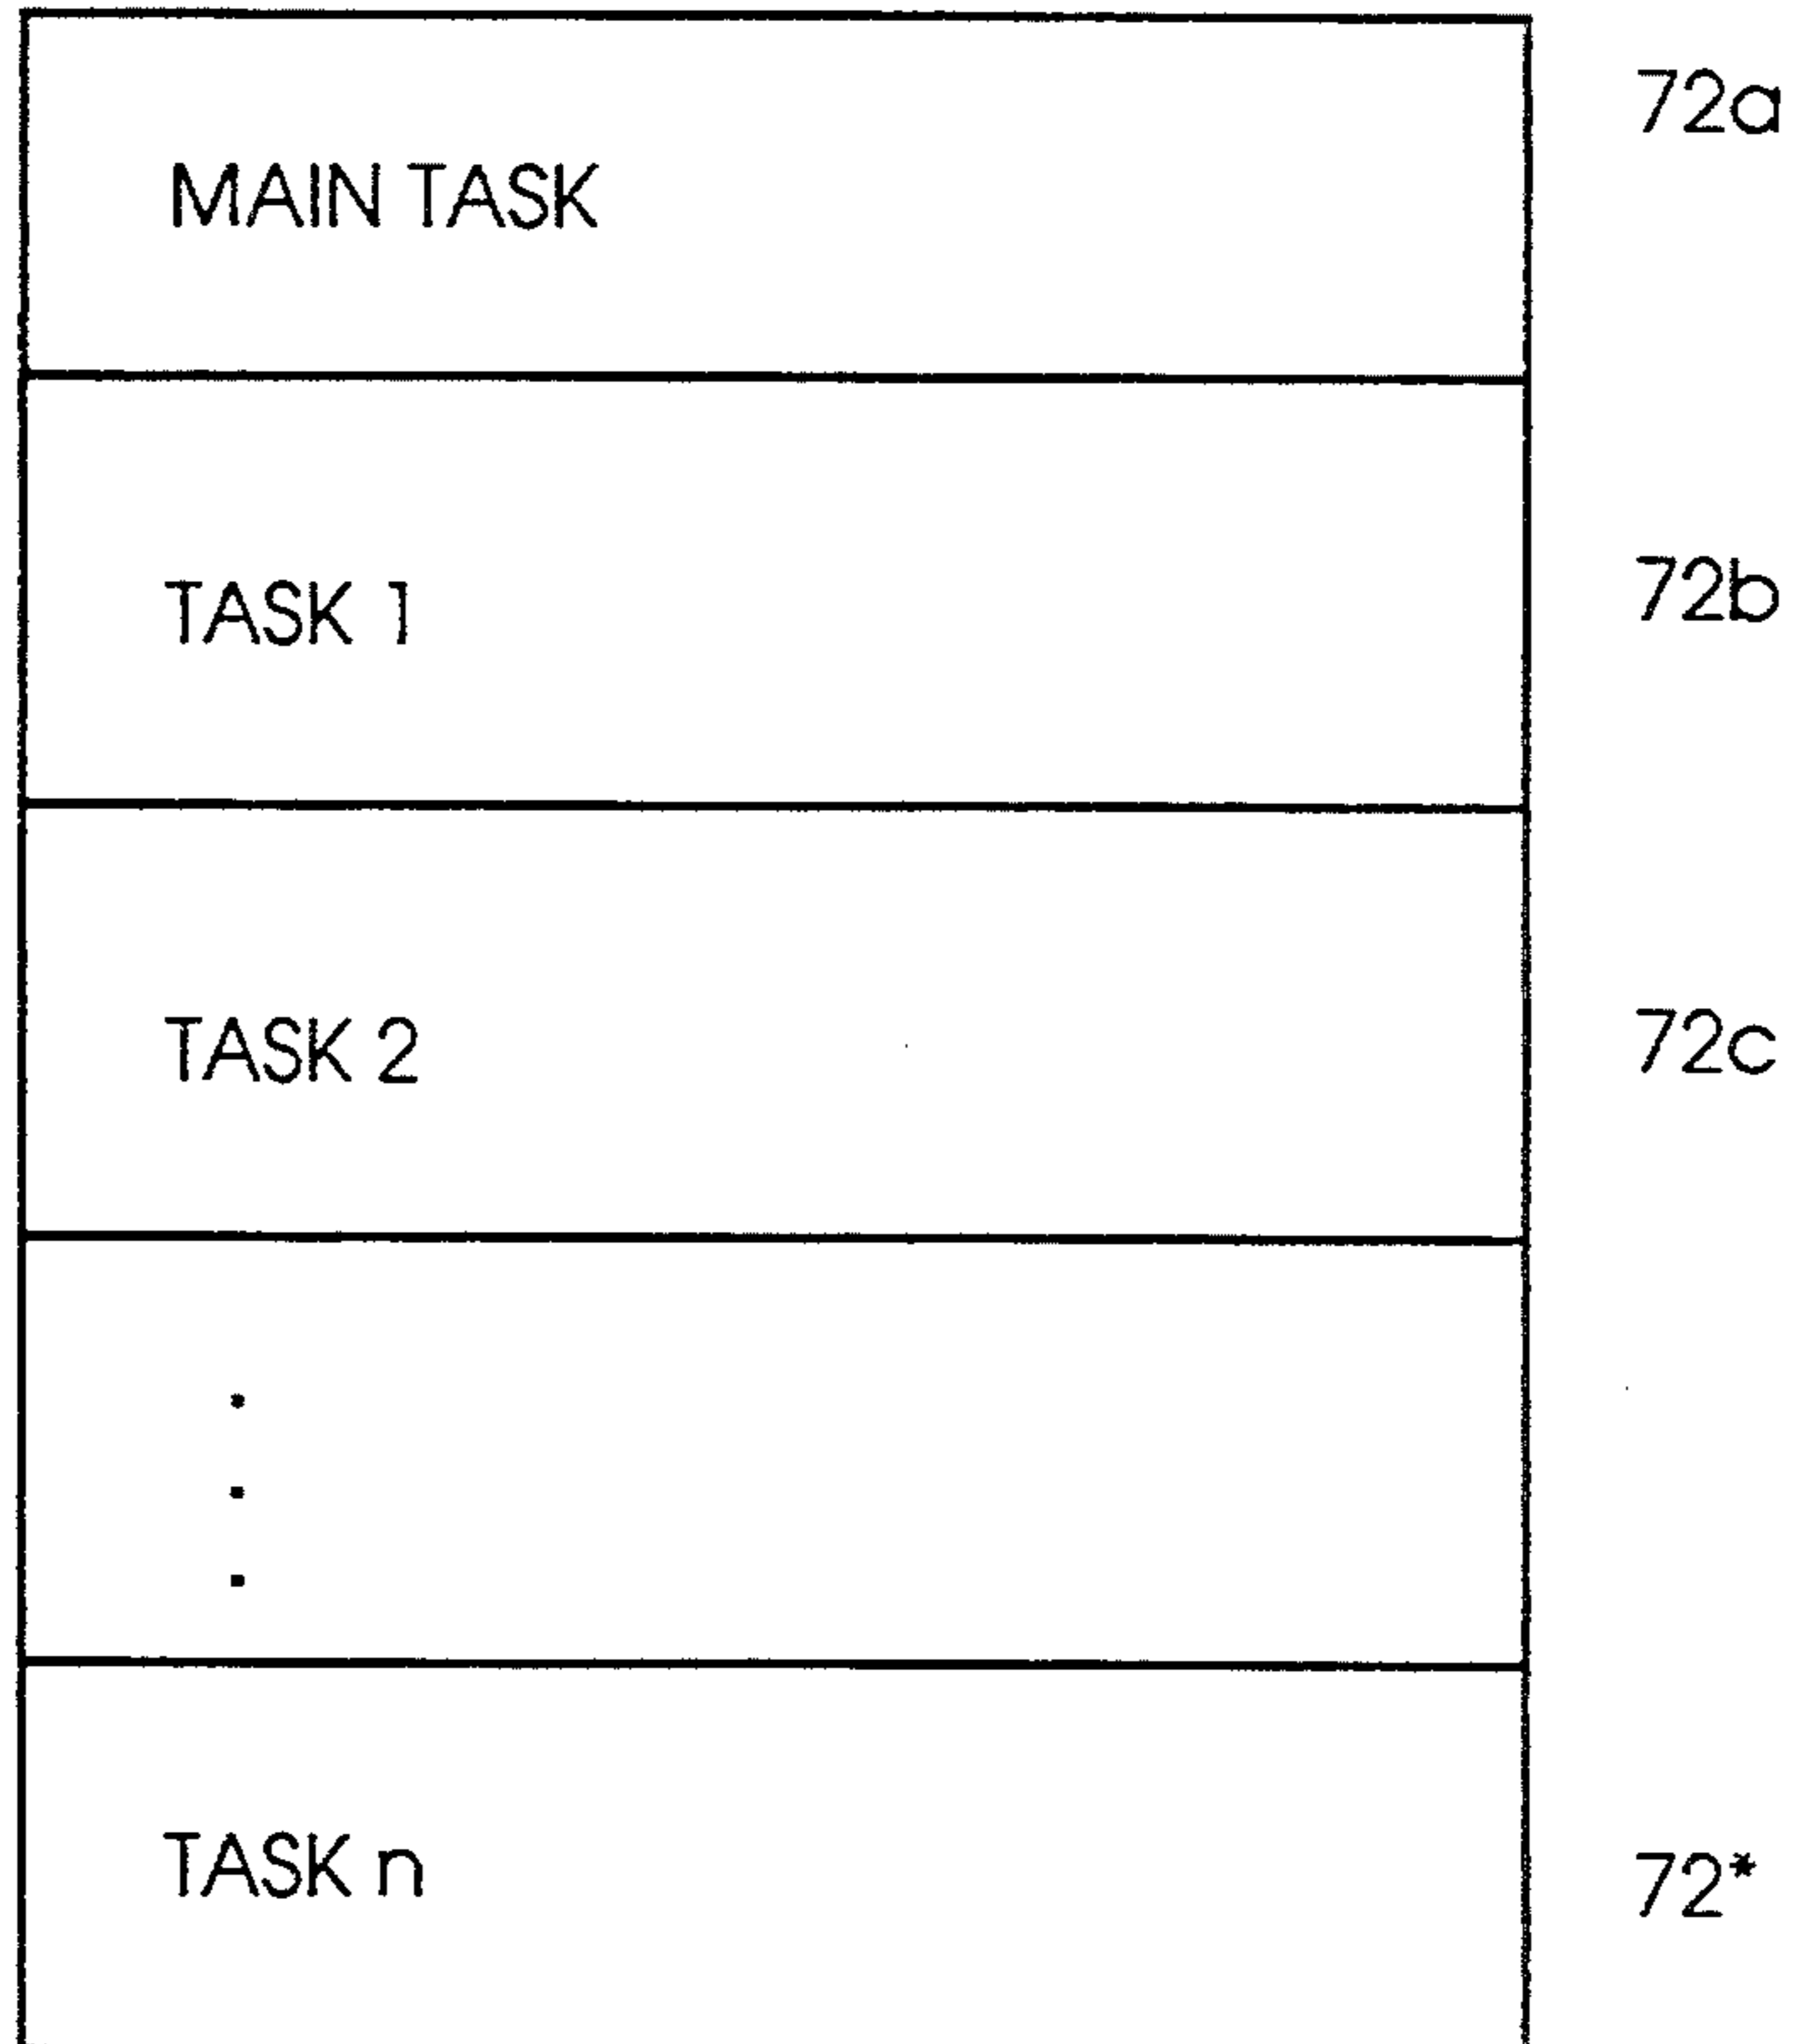 72a
MAIN TASK
TASK 1
72b
TASK 2
72c
.
.
.
TASK n
72*